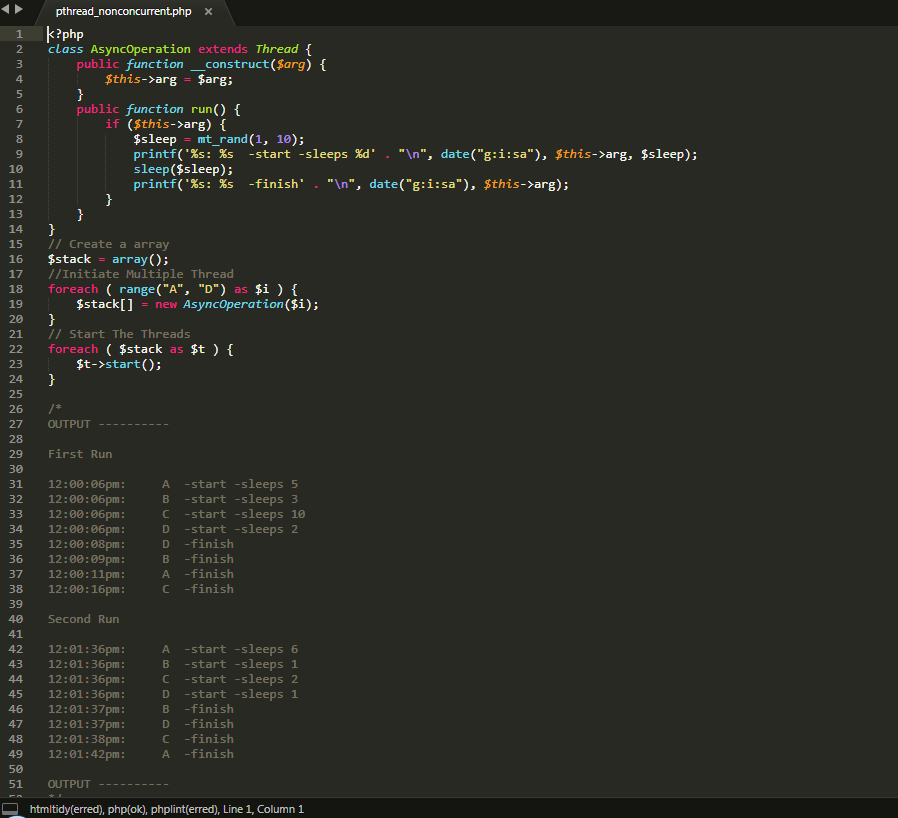 pthread_nonconcurrent.php ×
1 <?php
2 class AsyncOperation extends Thread {
3     public function __construct($arg) {
4         $this->arg = $arg;
5     }
6     public function run() {
7         if ($this->arg) {
8             $sleep = mt_rand(1, 10);
9             printf('%s: %s  -start -sleeps %d' . "\n", date("g:i:sa"), $this->arg, $sleep);
10             sleep($sleep);
11             printf('%s: %s  -finish' . "\n", date("g:i:sa"), $this->arg);
12         }
13     }
14 }
15 // Create a array
16 $stack = array();
17 //Initiate Multiple Thread
18 foreach ( range("A", "D") as $i ) {
19     $stack[] = new AsyncOperation($i);
20 }
21 // Start The Threads
22 foreach ( $stack as $t ) {
23     $t->start();
24 }
25
26 /*
27 OUTPUT ----------
28
29 First Run
30
31 12:00:06pm:     A  -start -sleeps 5
32 12:00:06pm:     B  -start -sleeps 3
33 12:00:06pm:     C  -start -sleeps 10
34 12:00:06pm:     D  -start -sleeps 2
35 12:00:08pm:     D  -finish
36 12:00:09pm:     B  -finish
37 12:00:11pm:     A  -finish
38 12:00:16pm:     C  -finish
39
40 Second Run
41
42 12:01:36pm:     A  -start -sleeps 6
43 12:01:36pm:     B  -start -sleeps 1
44 12:01:36pm:     C  -start -sleeps 2
45 12:01:36pm:     D  -start -sleeps 1
46 12:01:37pm:     B  -finish
47 12:01:37pm:     D  -finish
48 12:01:38pm:     C  -finish
49 12:01:42pm:     A  -finish
50
51 OUTPUT ----------
htmltidy(erred), php(ok), phplint(erred), Line 1, Column 1